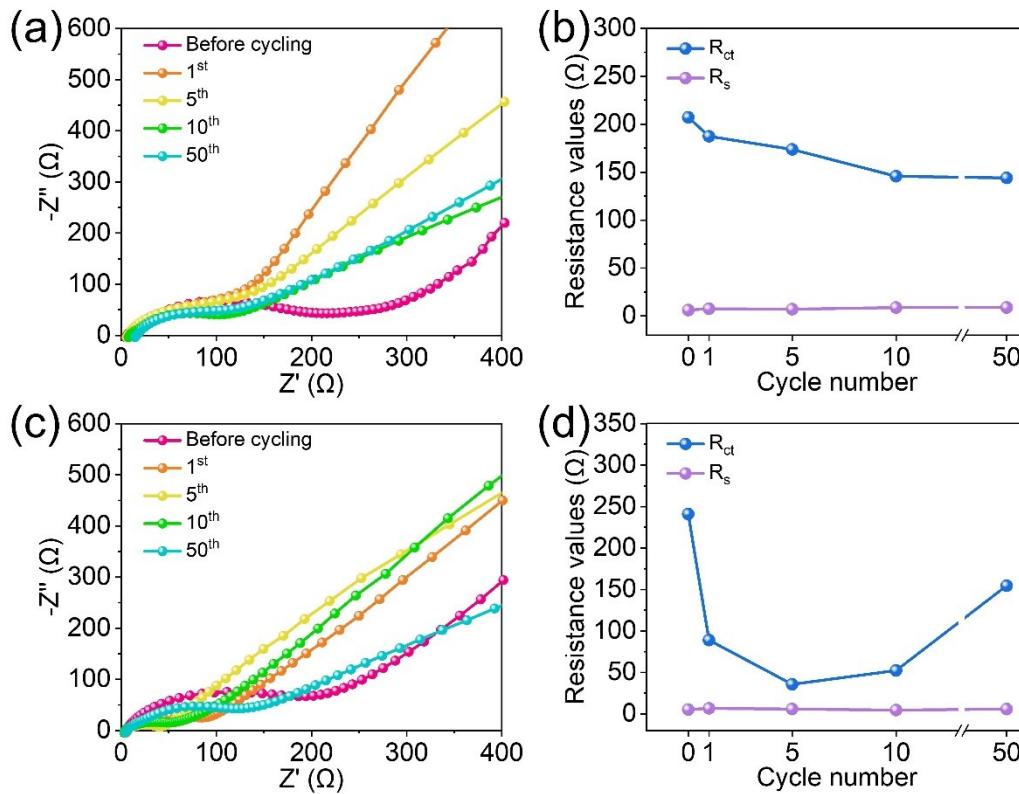 (a)
600
500
400
300
200
100
0
-Z" (Ω)
Before cycling
1st
5th
10th
50th
0 100 200 300 400
Z' (Ω)
(b)
300
250
200
150
100
50
0
Resistance values (Ω)
Rct
Rs
0 1 5 10 50
Cycle number
(c)
600
500
400
300
200
100
0
-Z" (Ω)
Before cycling
1st
5th
10th
50th
0 100 200 300 400
Z' (Ω)
(d)
350
300
250
200
150
100
50
0
Resistance values (Ω)
Rct
Rs
0 1 5 10 50
Cycle number